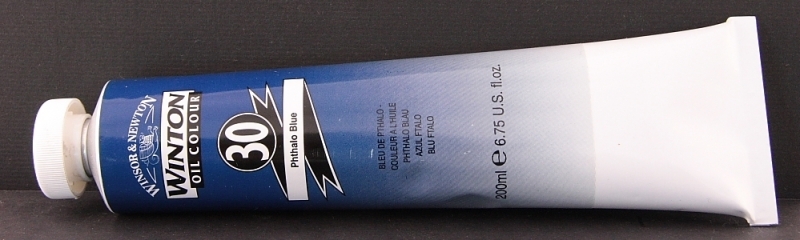 WINSOR & NEWTON
WINTON
OIL COLOUR
30
Phthalo Blue
BLEU DE PTHALO -
COULEUR A L'HUILE
PHTHALO BLAU
AZUL FTALO
BLU FTALO
200ml e 6.75 U.S. fl.oz.